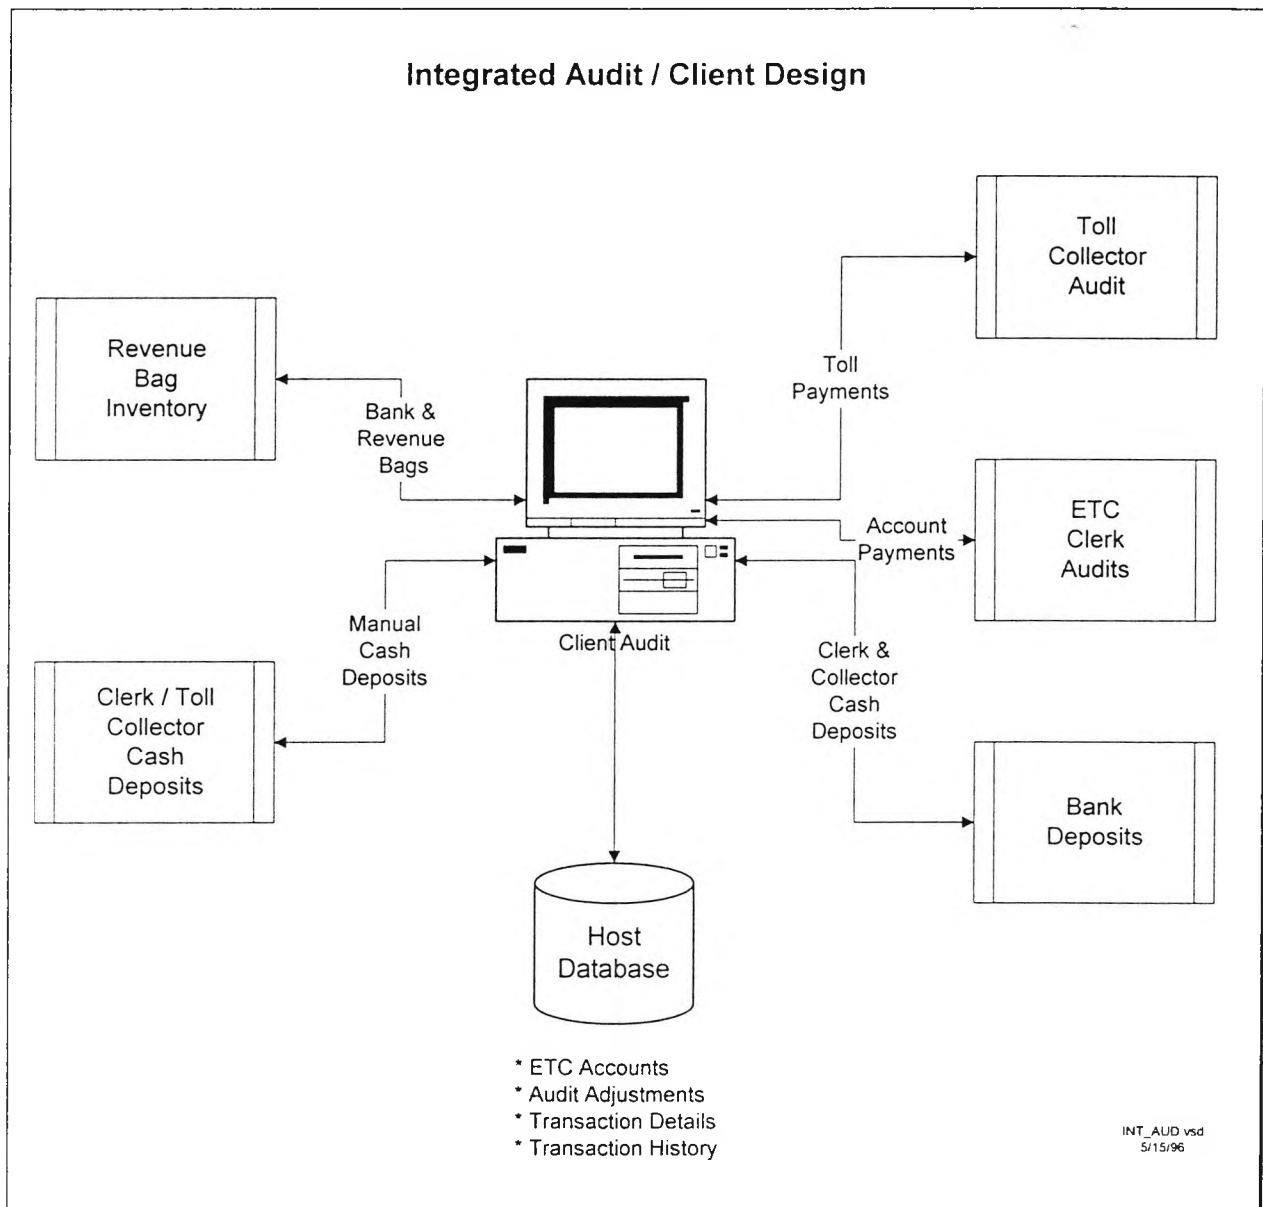 Integrated Audit / Client Design
Toll
Collector
Audit
Revenue
Bag
Inventory
Bank &
Revenue
Bags
Toll
Payments
ETC
Clerk
Audits
Account
Payments
Client Audit
Manual
Cash
Deposits
Clerk &
Collector
Cash
Deposits
Clerk / Toll
Collector
Cash
Deposits
Bank
Deposits
Host
Database
* ETC Accounts
* Audit Adjustments
* Transaction Details
* Transaction History
INT_AUD vsd
5/15/96